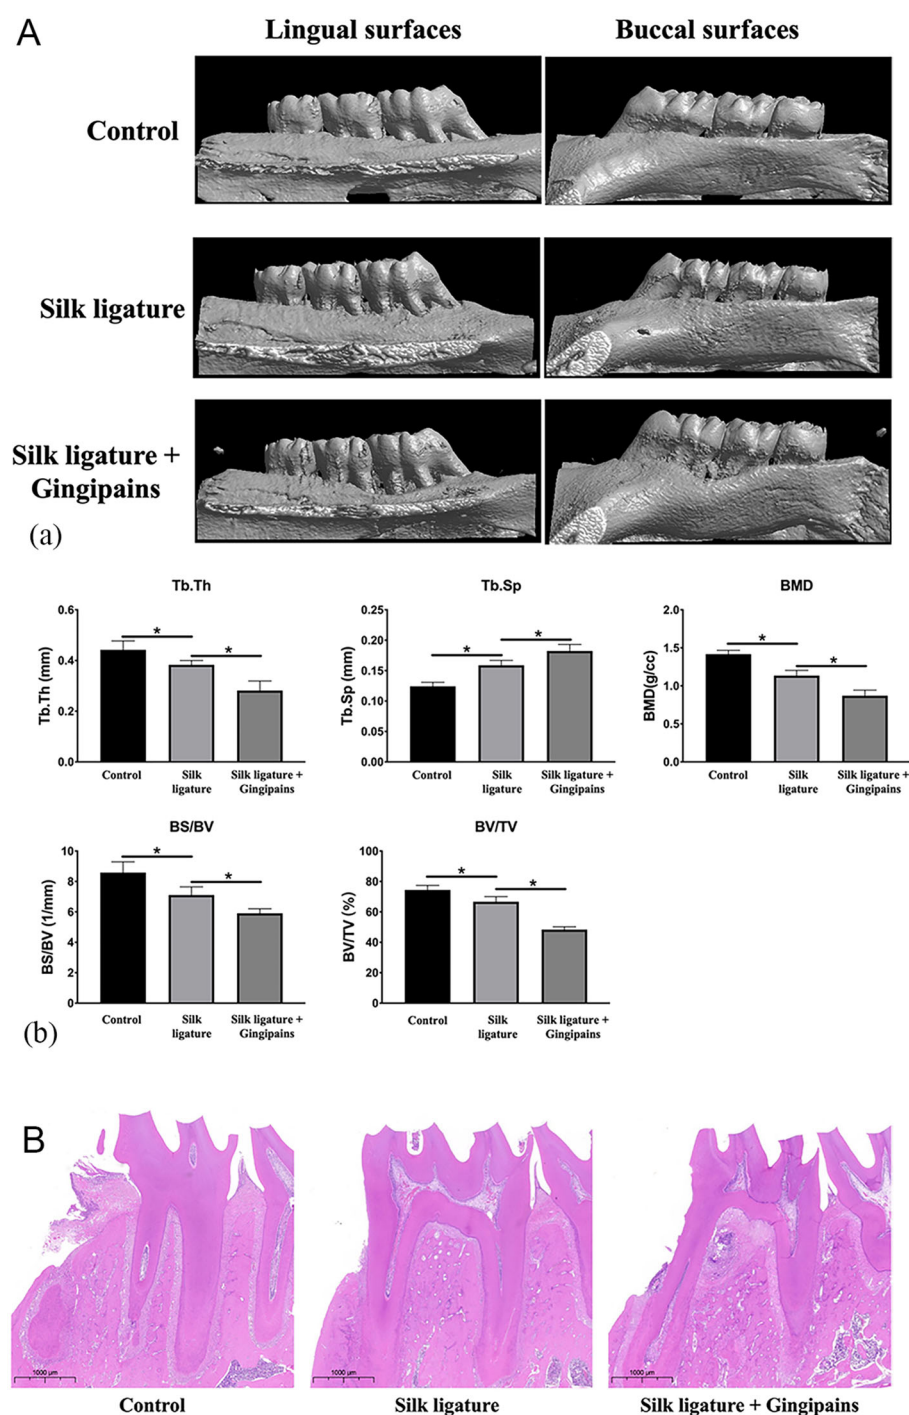 A
Lingual surfaces
Buccal surfaces
Control
Silk ligature
Silk ligature +
Gingipains
(a)
Tb.Th
Tb.Th (mm)
0.6
0.4
0.2
0.0
*
*
Control
Silk
ligature
Silk ligature +
Gingipains
Tb.Sp
Tb.Sp (mm)
0.25
0.20
0.15
0.10
0.05
0.00
*
*
Control
Silk
ligature
Silk ligature +
Gingipains
BMD
BMD(g/cc)
2.0
1.5
1.0
0.5
0.0
*
*
Control
Silk
ligature
Silk ligature +
Gingipains
BS/BV
BS/BV (1/mm)
10
8
6
4
2
0
*
*
Control
Silk
ligature
Silk ligature +
Gingipains
BV/TV
BV/TV (%)
100
80
60
40
20
0
*
*
Control
Silk
ligature
Silk ligature +
Gingipains
(b)
B
1000 µm
1000 µm
1000 µm
Control
Silk ligature
Silk ligature + Gingipains